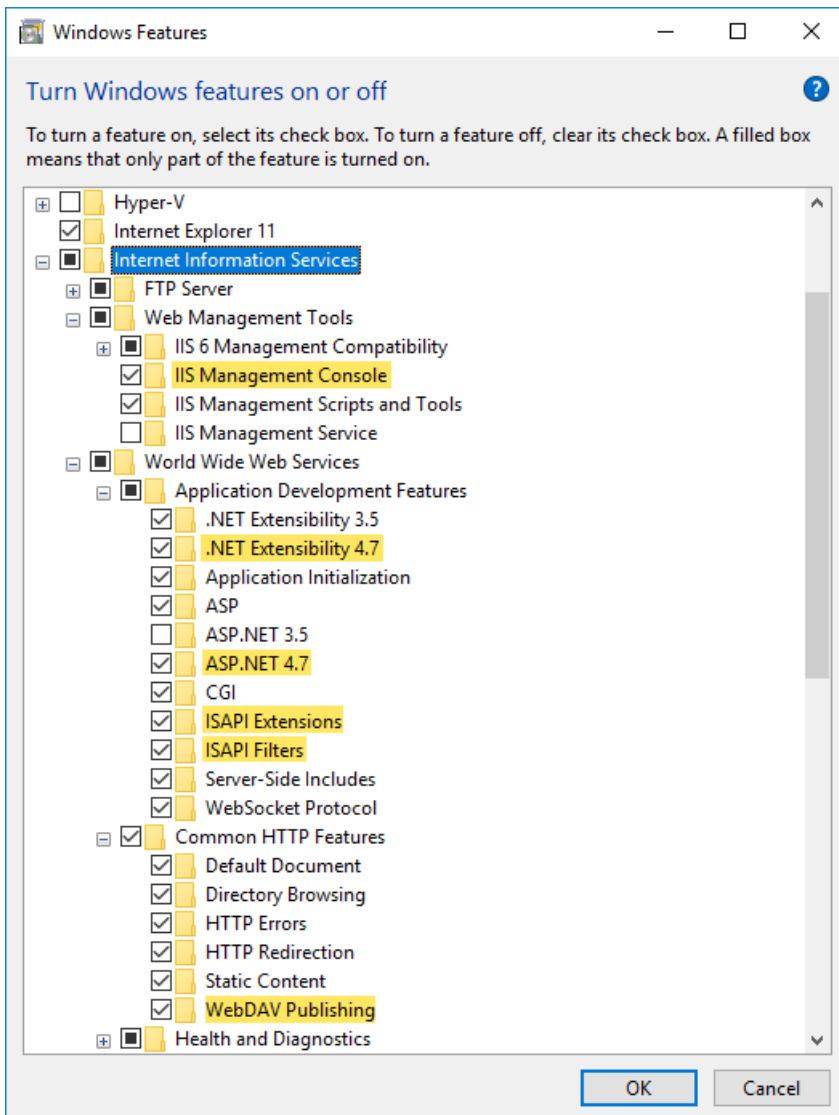 Windows Features
Turn Windows features on or off
?
To turn a feature on, select its check box. To turn a feature off, clear its check box. A filled box
means that only part of the feature is turned on.
Hyper-V
Internet Explorer 11
Internet Information Services
FTP Server
Web Management Tools
IIS 6 Management Compatibility
IIS Management Console
IIS Management Scripts and Tools
IIS Management Service
World Wide Web Services
Application Development Features
.NET Extensibility 3.5
.NET Extensibility 4.7
Application Initialization
ASP
ASP.NET 3.5
ASP.NET 4.7
CGI
ISAPI Extensions
ISAPI Filters
Server-Side Includes
WebSocket Protocol
Common HTTP Features
Default Document
Directory Browsing
HTTP Errors
HTTP Redirection
Static Content
WebDAV Publishing
Health and Diagnostics
OK
Cancel